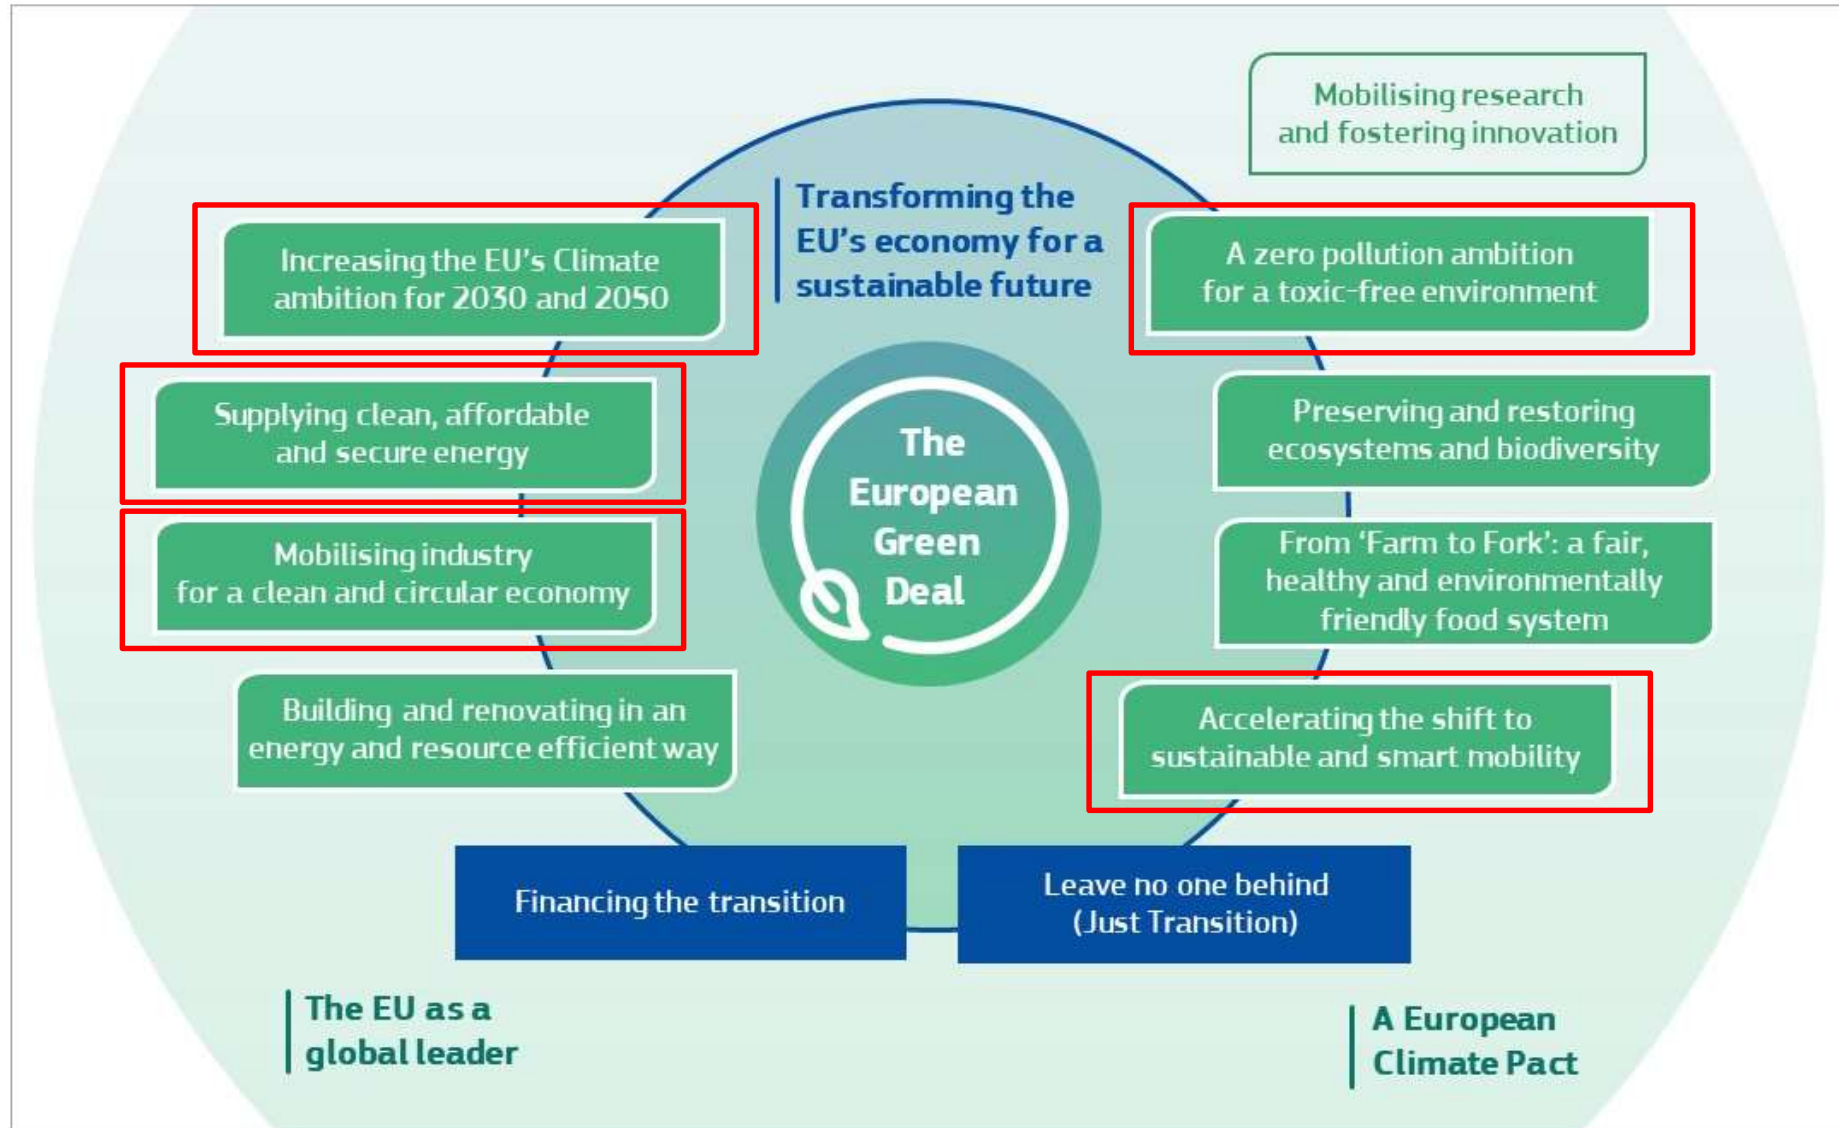 Mobilising research
and fostering innovation
Transforming the
EU's economy for a
sustainable future
Increasing the EU's Climate
ambition for 2030 and 2050
Supplying clean, affordable
and secure energy
Mobilising industry
for a clean and circular economy
Building and renovating in an
energy and resource efficient way
The
European
Green
Deal
A zero pollution ambition
for a toxic-free environment
Preserving and restoring
ecosystems and biodiversity
From ‘Farm to Fork’: a fair,
healthy and environmentally
friendly food system
Accelerating the shift to
sustainable and smart mobility
Financing the transition
Leave no one behind
(Just Transition)
The EU as a
global leader
A European
Climate Pact